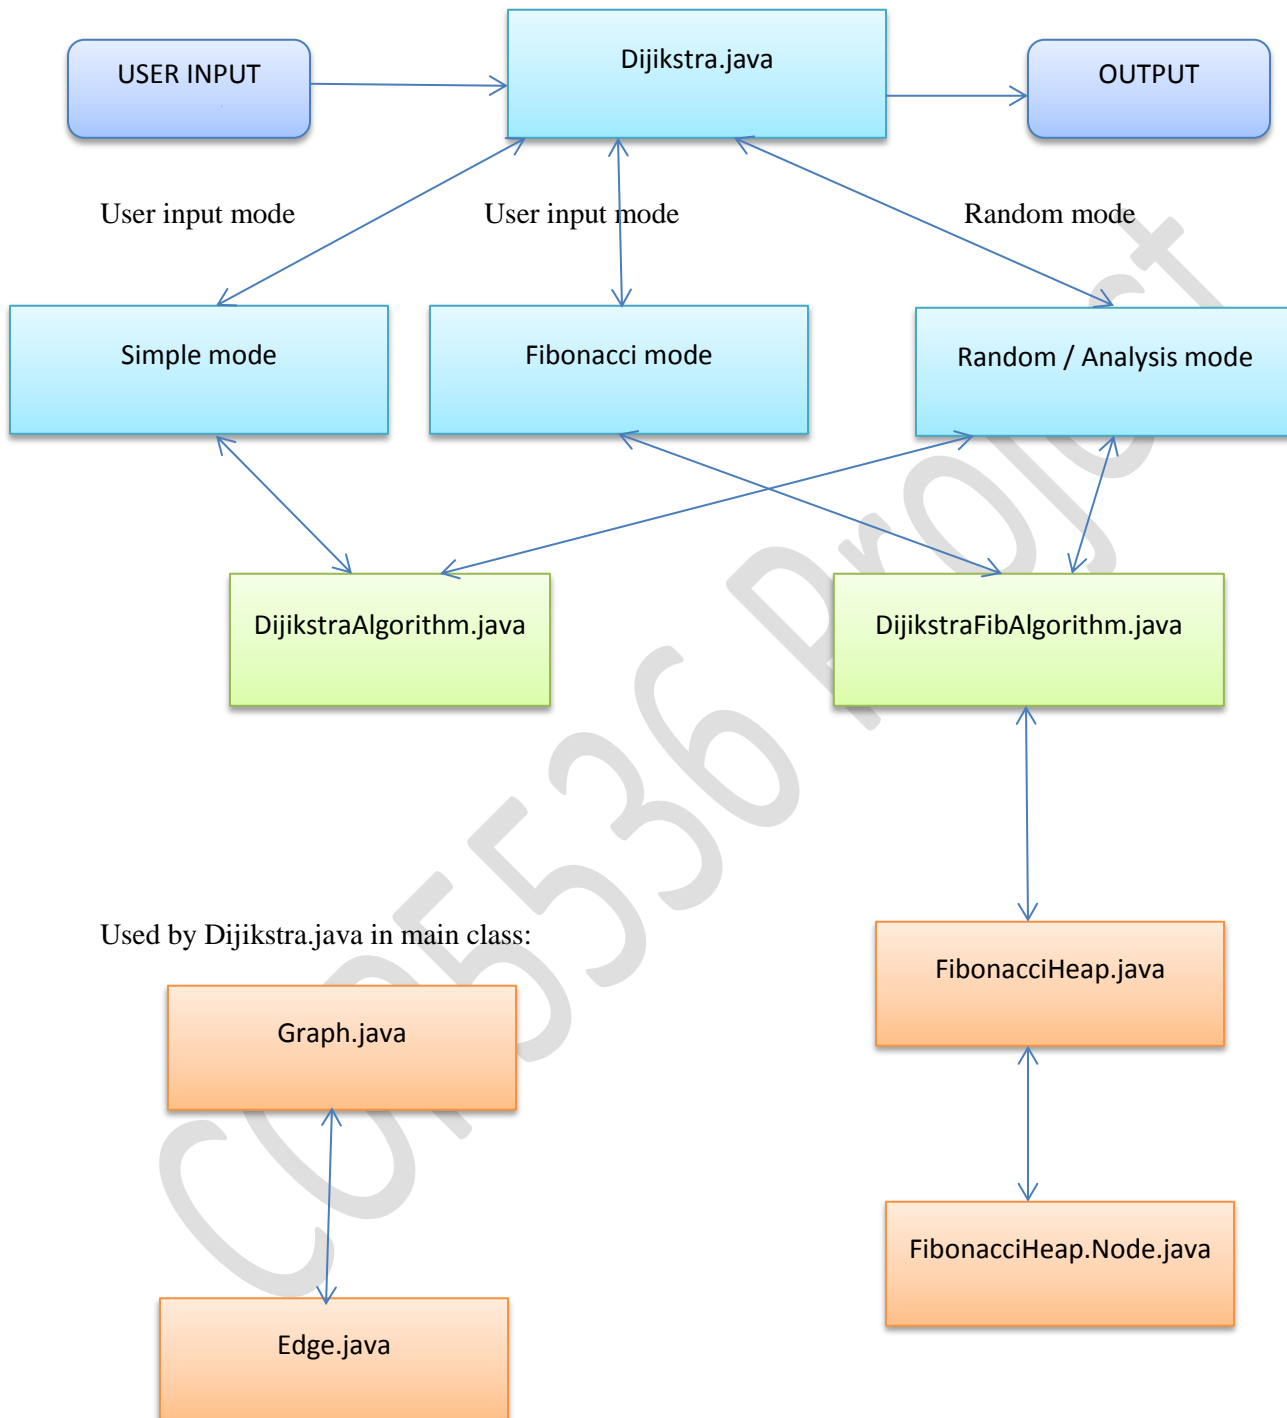 USER INPUT
Dijikstra.java
OUTPUT
User input mode
User input mode
Random mode
Simple mode
Fibonacci mode
Random / Analysis mode
DijikstraAlgorithm.java
DijikstraFibAlgorithm.java
Used by Dijikstra.java in main class:
FibonacciHeap.java
Graph.java
FibonacciHeap.Node.java
Edge.java
COP5536 Project